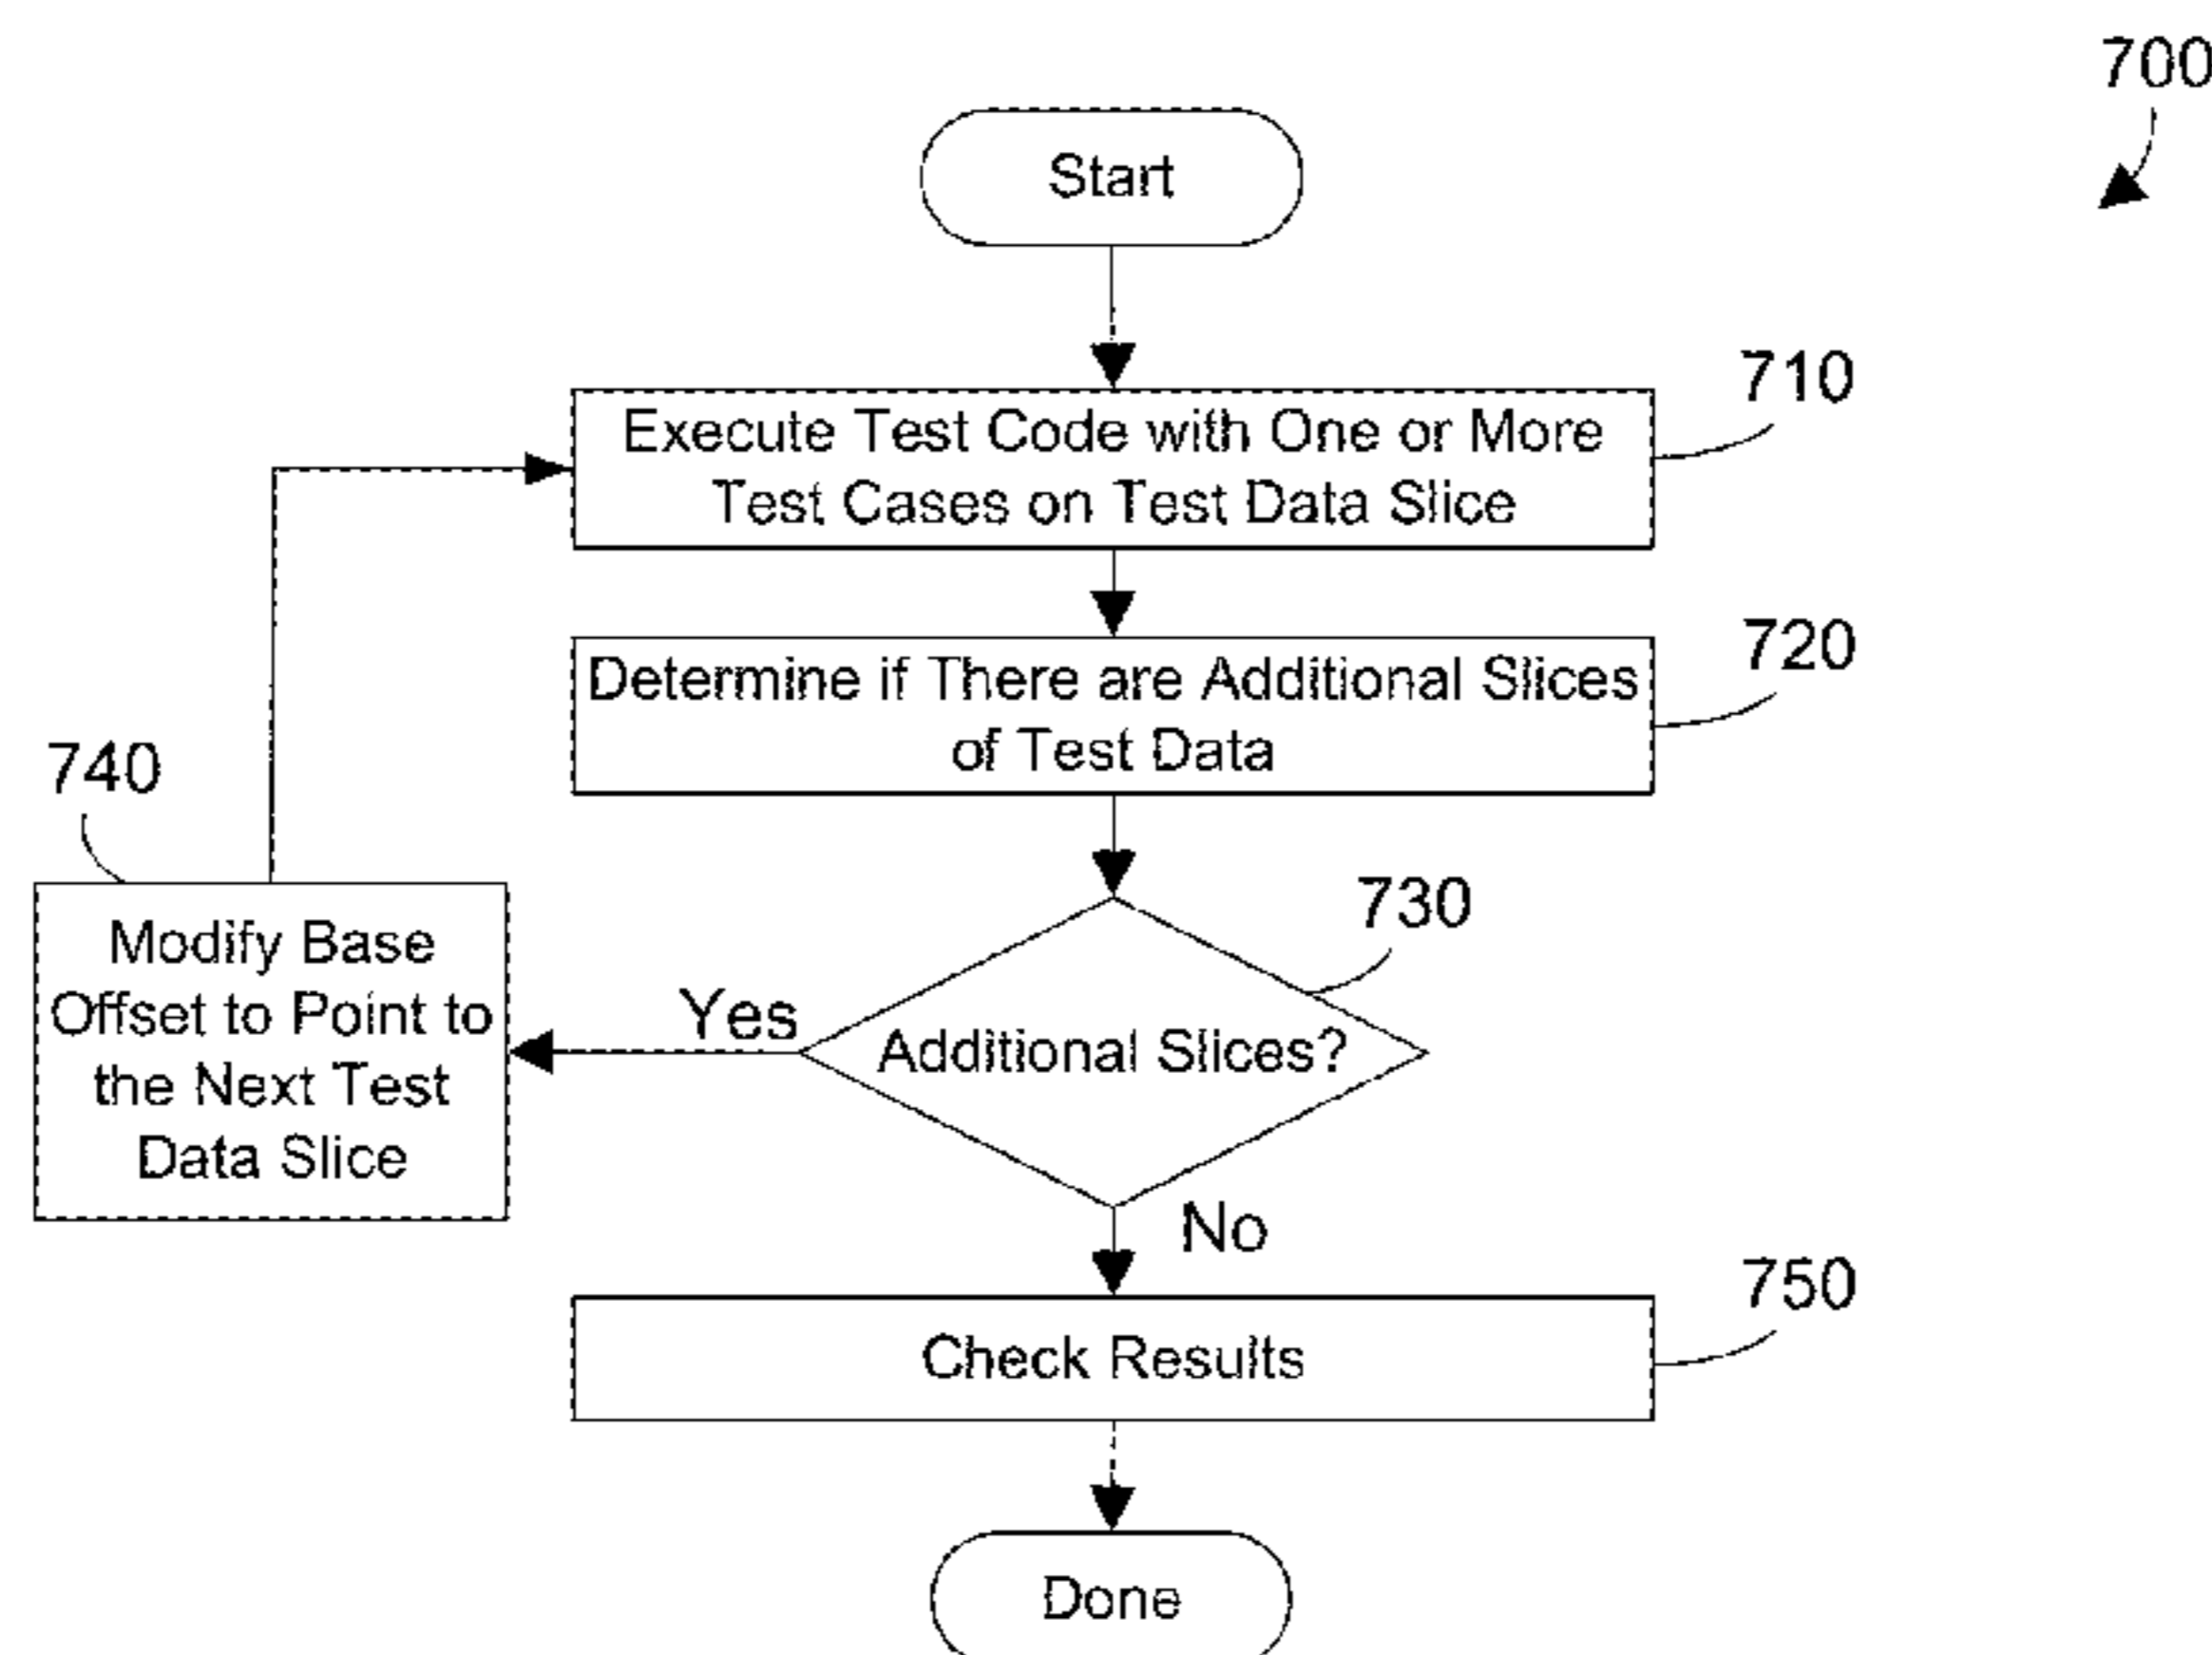 700
Start
710
Execute Test Code with One or More
Test Cases on Test Data Slice
720
Determine if There are Additional Slices
of Test Data
740
730
Modify Base
Offset to Point to
the Next Test
Data Slice
Yes
Additional Slices?
No
750
Check Results
Done